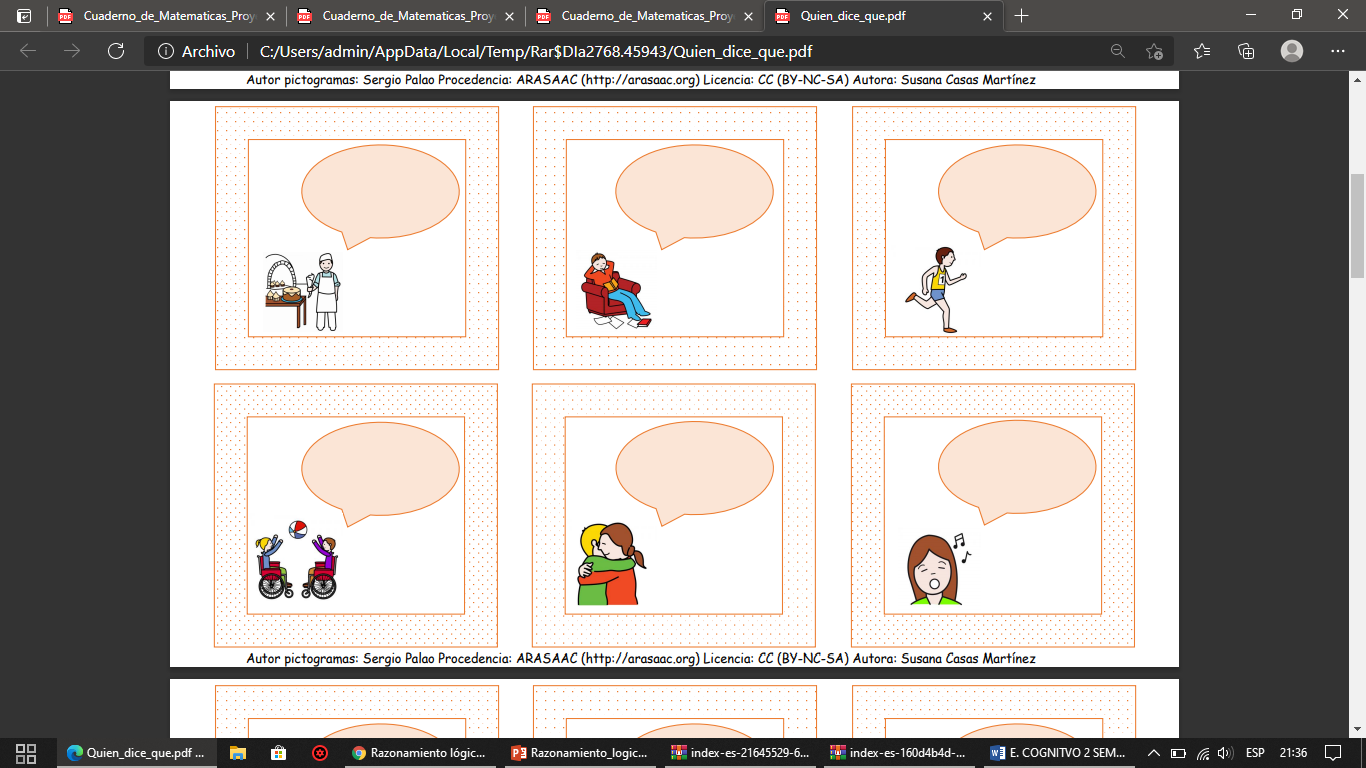 Cuaderno_de_Matematicas_Proy
Cuaderno_de_Matematicas_Proy
Cuaderno_de_Matematicas_Proy
Quien_dice_que.pdf
Archivo
C:/Users/admin/AppData/Local/Temp/Rar$DIa2768.45943/Quien_dice_que.pdf
Autor pictogramas: Sergio Palao Procedencia: ARASAAC (http://arasaac.org) Licencia: CC (BY-NC-SA) Autora: Susana Casas Martínez
Autor pictogramas: Sergio Palao Procedencia: ARASAAC (http://arasaac.org) Licencia: CC (BY-NC-SA) Autora: Susana Casas Martínez
Quien_dice_que.pdf ...
Razonamiento lógic...
Razonamiento_logic...
index-es-21645529-6...
index-es-160d4b4d-...
E. COGNITVO 2 SEM...
ESP
21:36